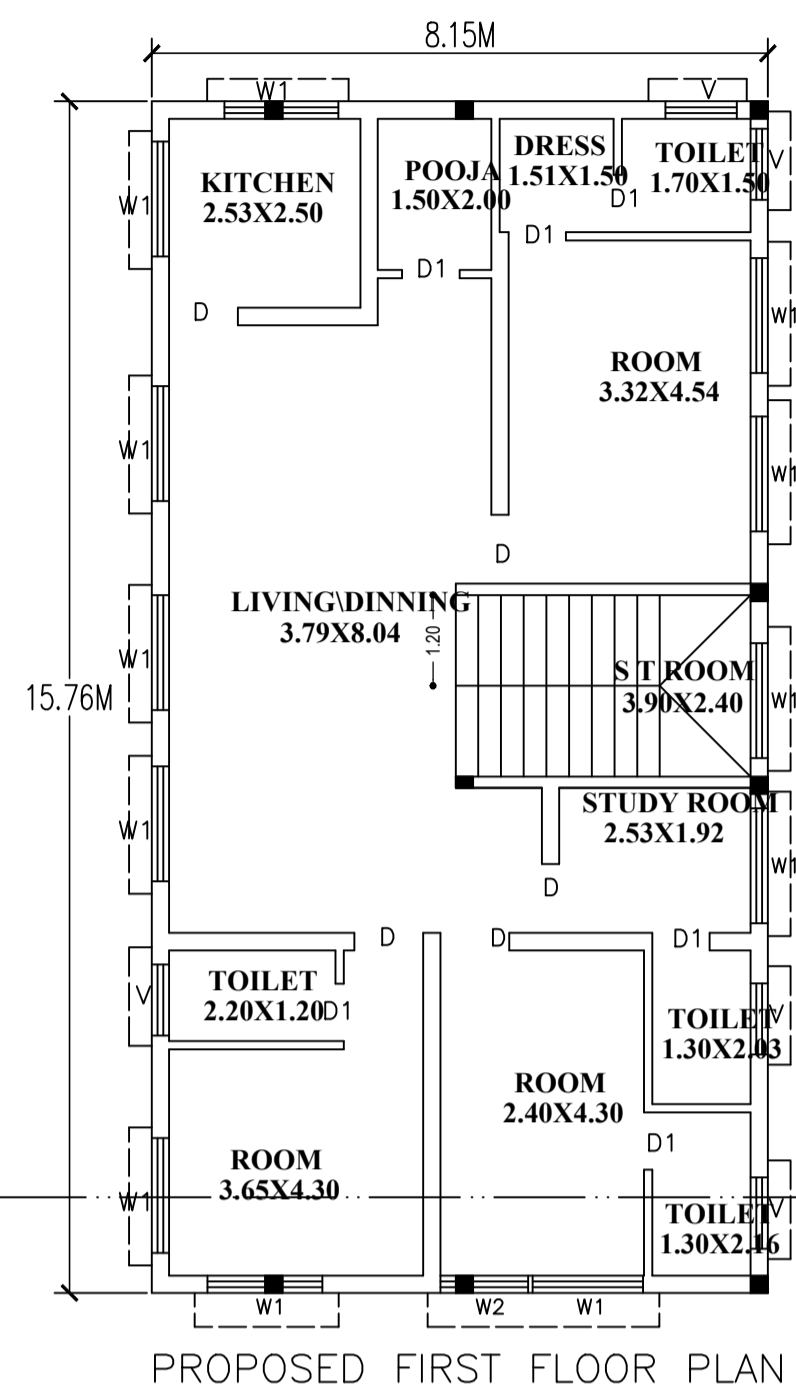 8.15M
W1
V
KITCHEN
2.53X2.50
POOJA
1.50X2.00
DRESS
1.51X1.50
TOILET
1.70X1.50
V
W1
D1
D1
D1
D
W1
ROOM
3.32X4.54
W1
W1
D
LIVING\DINNING
3.79X8.04
1.20
S T ROOM
3.90X2.40
W1
W1
15.76M
STUDY ROOM
2.53X1.92
W1
W1
D
D
D
D1
TOILET
2.20X1.20
D1
V
TOILET
1.30X2.03
V
ROOM
2.40X4.30
D1
ROOM
3.65X4.30
W1
TOILET
1.30X2.16
V
W1
W2
W1
PROPOSED FIRST FLOOR PLAN